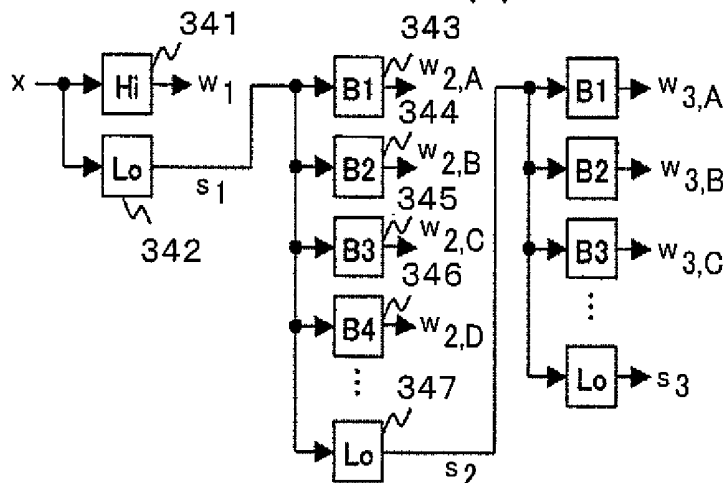 341
x
Hi
w1
Lo
s1
342
343
B1
w2,A
344
B2
w2,B
345
B3
w2,C
346
B4
w2,D
⋮
347
Lo
s2
B1
w3,A
B2
w3,B
B3
w3,C
⋮
Lo
s3